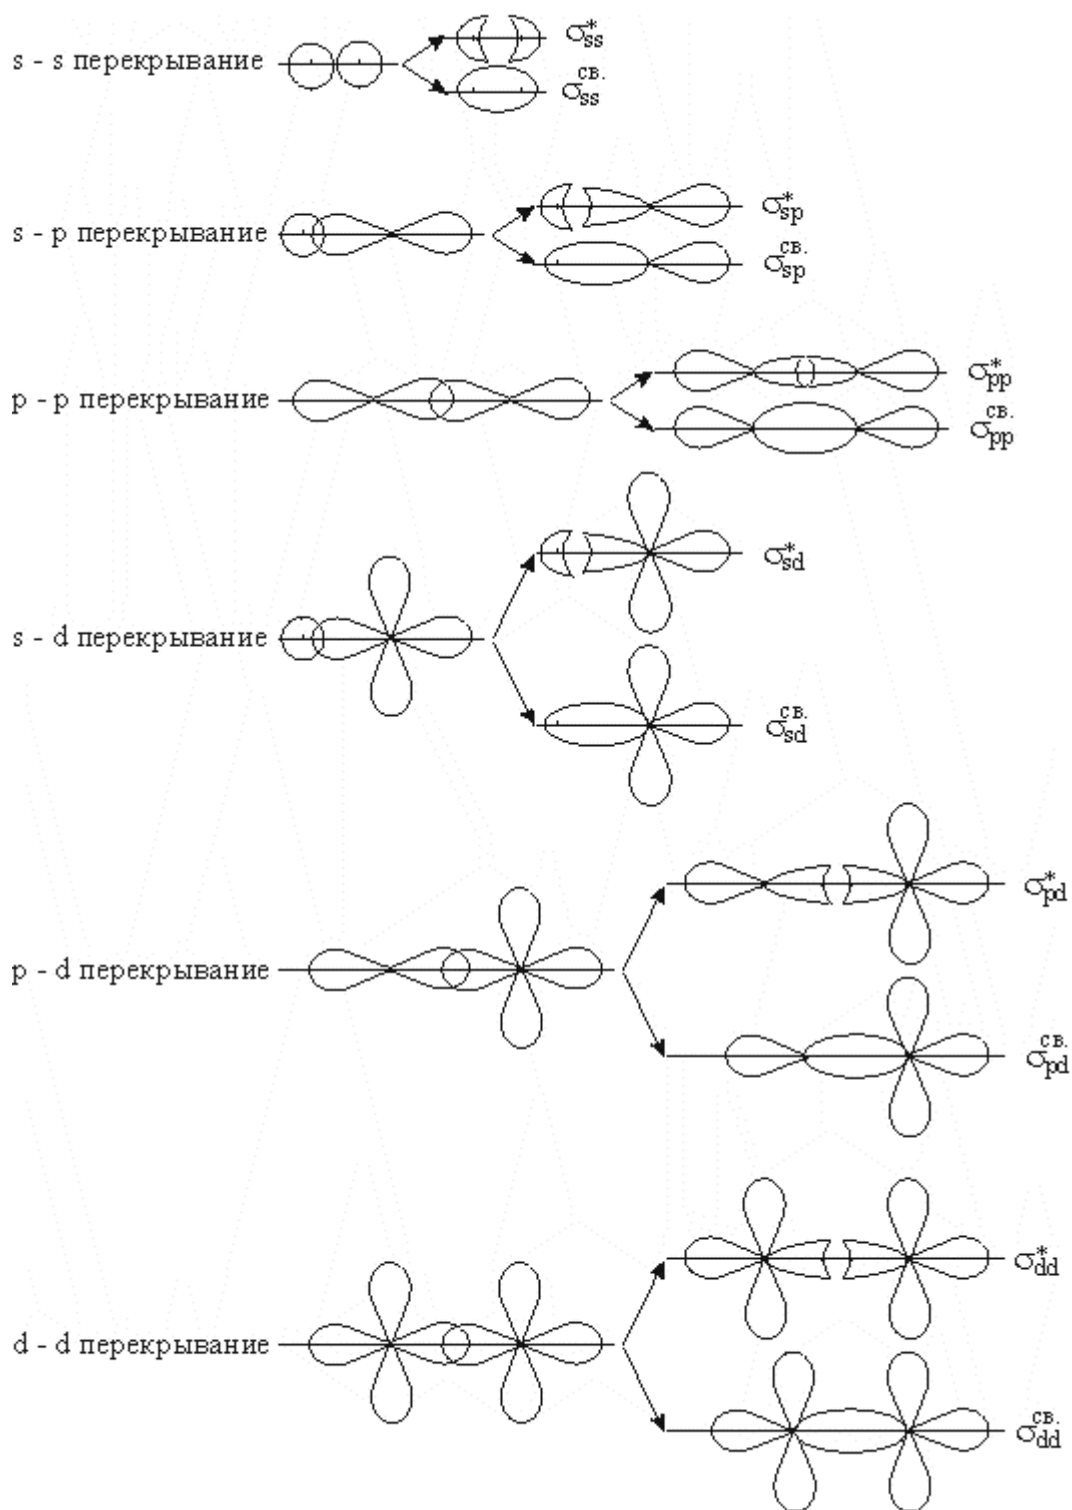 s - s перекрывание
σ*ss
σсв.ss
s - p перекрывание
σ*sp
σсв.sp
p - p перекрывание
σ*pp
σсв.pp
s - d перекрывание
σ*sd
σсв.sd
p - d перекрывание
σ*pd
σсв.pd
d - d перекрывание
σ*dd
σсв.dd